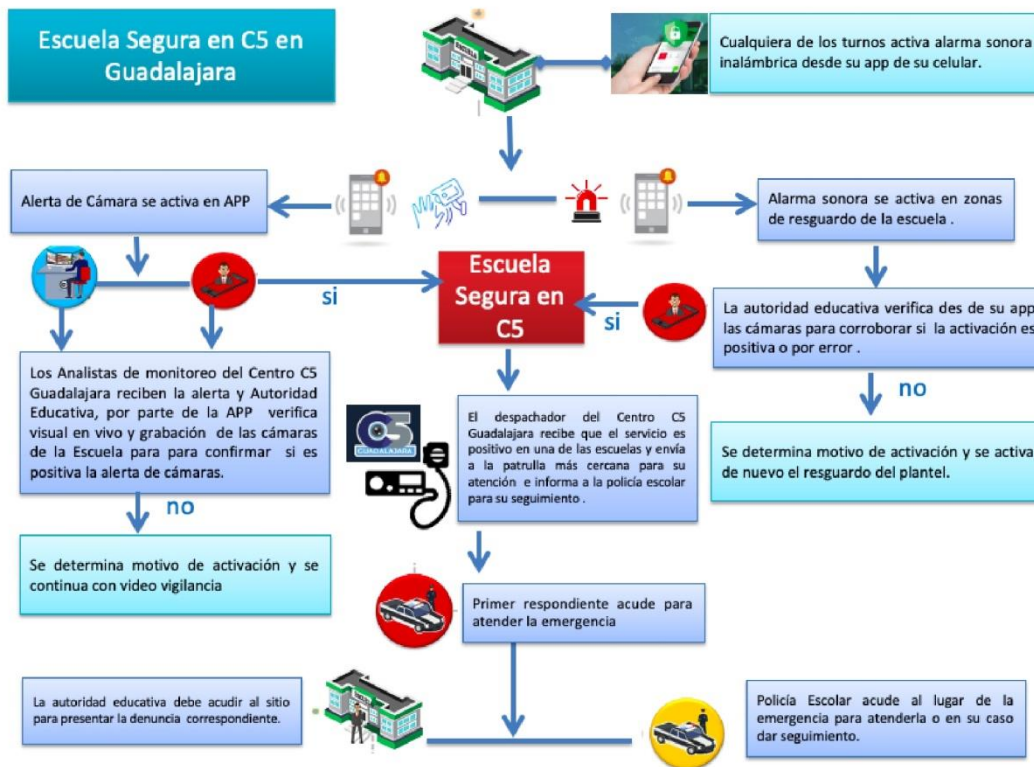 Escuela Segura en C5 en
Guadalajara
ESCUELA
Cualquiera de los turnos activa alarma sonora
inalámbrica desde su app de su celular.
Alerta de Cámara se activa en APP
Alarma sonora se activa en zonas
de resguardo de la escuela .
si
Escuela
Segura en
C5
si
La autoridad educativa verifica des de su app
las cámaras para corroborar si la activación es
positiva o por error .
no
Los Analistas de monitoreo del Centro C5
Guadalajara reciben la alerta y Autoridad
Educativa, por parte de la APP verifica
visual en vivo y grabación de las cámaras
de la Escuela para para confirmar si es
positiva la alerta de cámaras.
C5
GUADALAJARA
El despachador del Centro C5
Guadalajara recibe que el servicio es
positivo en una de las escuelas y envía
a la patrulla más cercana para su
atención e informa a la policía escolar
para su seguimiento .
Se determina motivo de activación y se activa
de nuevo el resguardo del plantel.
no
Se determina motivo de activación y se
continua con video vigilancia
Primer respondiente acude para
atender la emergencia
La autoridad educativa debe acudir al sitio
para presentar la denuncia correspondiente.
Policía Escolar acude al lugar de la
emergencia para atenderla o en su caso
dar seguimiento.